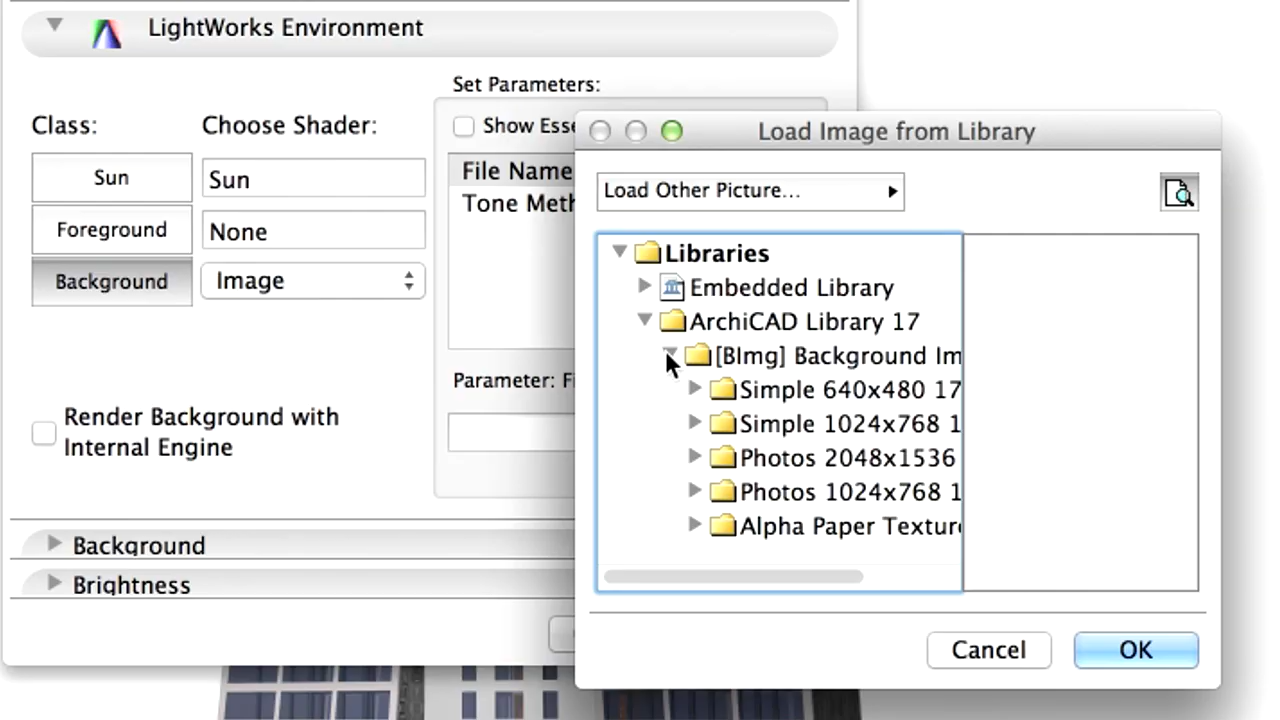 LightWorks Environment
Set Parameters:
Class:
Choose Shader:
Show Esse
Sun
Sun
File Name
Tone Meth
Foreground
None
Background
Image
Parameter: Fi
Render Background with
Internal Engine
Background
Brightness
Load Image from Library
Load Other Picture...
Libraries
Embedded Library
ArchiCAD Library 17
[BImg] Background Im
Simple 640x480 17
Simple 1024x768 1
Photos 2048x1536
Photos 1024x768 1
Alpha Paper Texture
Cancel
OK